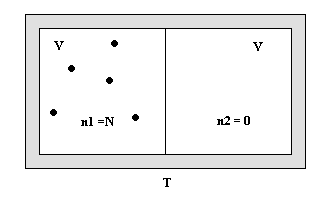 V V
n1 =N n2 = 0
T